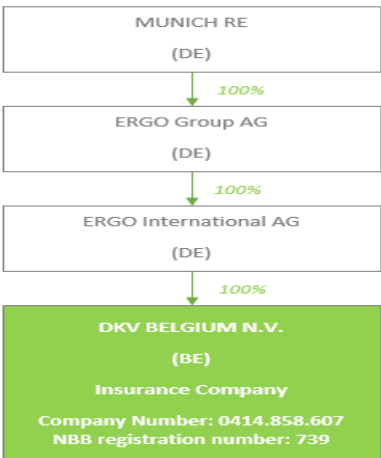 MUNICH RE
(DE)
100%
ERGO Group AG
(DE)
100%
ERGO International AG
(DE)
100%
DKV BELGIUM N.V.
(BE)
Insurance Company
Company Number: 0414.858.607
NBB registration number: 739